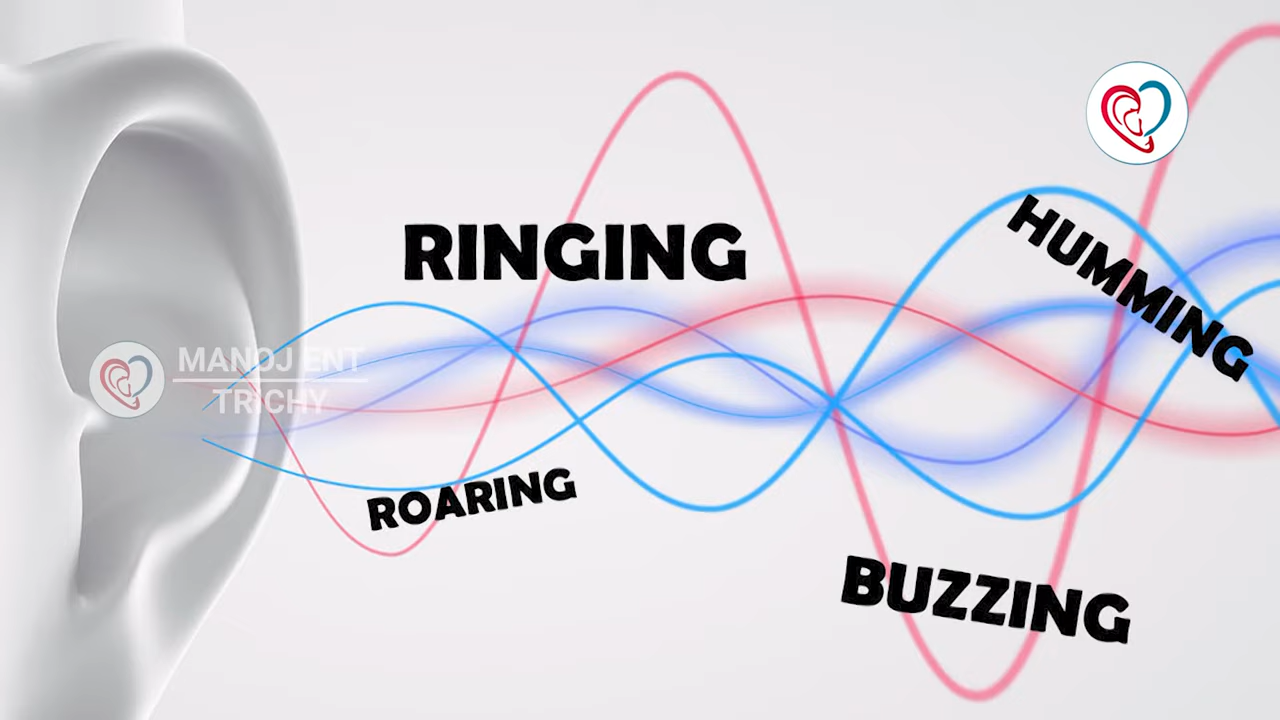 RINGING
HUMMING
MANOJ ENT
TRICHY
ROARING
BUZZING